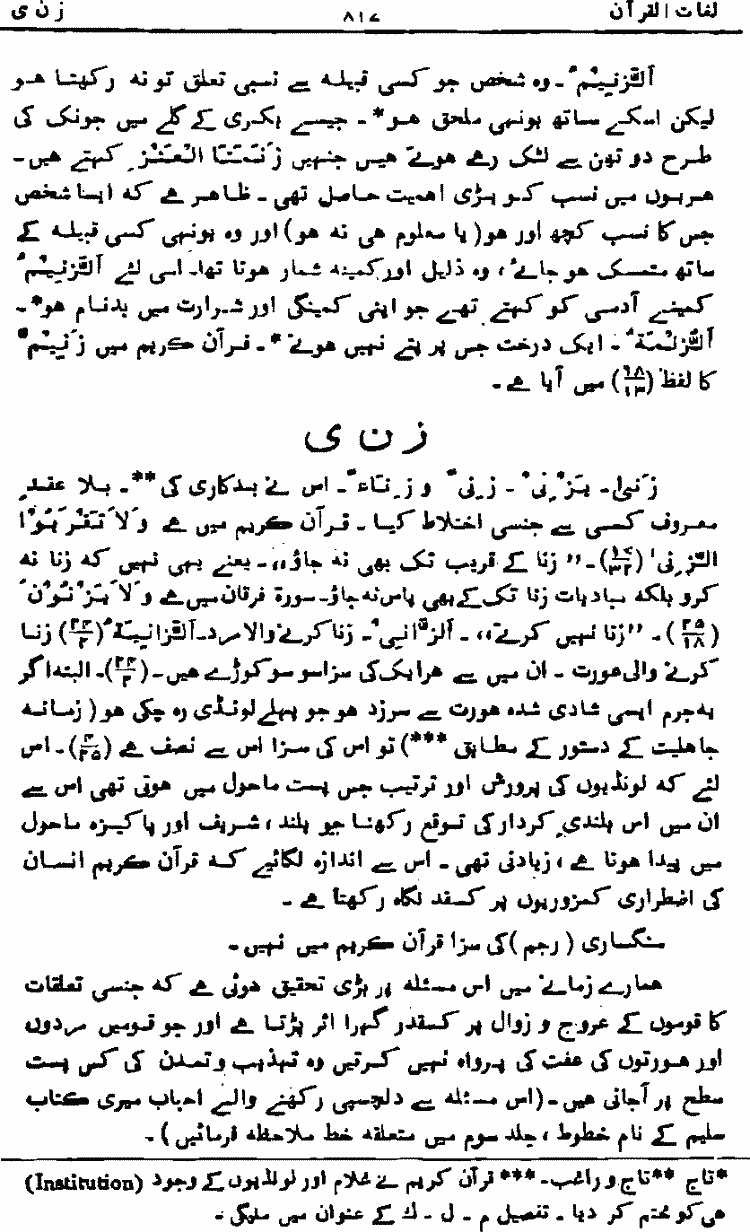 لغات القرآن ۸۱۷ ز ن ی
اَلزَّنِیْمُ ۔ وہ شخص جو کسی قبیلہ سے نسبی تعلق تو نہ رکھتا ہو
لیکن اسکے ساتھ یونہی ملحق ہو* ۔ جیسے بکری کے گلے میں جونک کی
طرح دو تھن سے لٹک رہے ہوتے ہیں جنہیں زَنَمَتَا الْعَنْزِ کہتے ہیں۔
عربوں میں نسب کو بڑی اہمیت حاصل تھی ۔ ظاہر ہے کہ ایسا شخص
جس کا نسب کچھ اور ہو (یا معلوم ہی نہ ہو) اور وہ یونہی کسی قبیلہ کے
ساتھ متمسک ہو جائے ، وہ ذلیل اور کمینہ شمار ہوتا تھا۔ اسی لئے اَلزَّنِیْمُ
کمینے آدمی کو کہتے تھے جو اپنی کمینگی اور شرارت میں بدنام ہو*۔
اَلزُّنْمَةُ ۔ ایک درخت جس پر پتے نہیں ہوتے * ۔ قرآن کریم میں زَنِیْمٌ
کا لفظ (۶۸/۱۳) میں آیا ہے ۔
ز ن ی
زَنیٰ۔ یَزْنِیْ ۔ زِنیً و زِنَاءً ۔ اس نے بدکاری کی ** ۔ بلا عقدِ
معروف کسی سے جنسی اختلاط کیا ۔ قرآن کریم میں ہے وَلَا تَقْرَبُوْا
الزِّنیٰ (۱۷/۳۲)۔ ”زنا کے قریب تک بھی نہ جاؤ،،۔ یعنے یہی نہیں کہ زنا نہ
کرو بلکہ مبادیات زنا تک کے بھی پاس نہ جاؤ۔ سورۃ فرقان میں ہے وَلَا یَزْنُوْنَ
(۲۵/۶۸) ۔ ”زنا نہیں کرتے،، ۔ اَلزَّانِیْ ۔ زنا کرنے والا مرد۔ اَلزَّانِیَةُ (۲۴/۲) زنا
کرنے والی عورت ۔ ان میں سے ہر ایک کی سزا سو سو کوڑے ہیں۔ (۲۴/۲)۔ البتہ اگر
یہ جرم ایسی شادی شدہ عورت سے سرزد ہو جو پہلے لونڈی رہ چکی ہو (زمانہ
جاہلیت کے دستور کے مطابق ***) تو اس کی سزا اس سے نصف ہے (۴/۲۵)۔ اس
لئے کہ لونڈیوں کی پرورش اور ترتیب جس پست ماحول میں ہوتی تھی اس سے
ان میں اس بلندیِ کردار کی توقع رکھنا جو بلند ، شریف اور پاکیزہ ماحول
میں پیدا ہوتا ہے ، زیادتی تھی ۔ اس سے اندازہ لگائیے کہ قرآن کریم انسان
کی اضطراری کمزوریوں پر کسقدر نگاہ رکھتا ہے ۔
سنگساری (رجم) کی سزا قرآن کریم میں نہیں ۔
ہمارے زمانے میں اس مسئلہ پر بڑی تحقیق ہوئی ہے کہ جنسی تعلقات
کا قوموں کے عروج و زوال پر کسقدر گہرا اثر پڑتا ہے اور جو قومیں مردوں
اور عورتوں کی عفت کی پرواہ نہیں کرتیں وہ تہذیب و تمدن کی کس پست
سطح پر آجاتی ہیں ۔ (اس مسئلہ سے دلچسپی رکھنے والے احباب میری کتاب
سلیم کے نام خطوط ، جلد سوم میں متعلقہ خط ملاحظہ فرمائیں) ۔
*تاج **تاج و راغب۔ *** قرآن کریم نے غلام اور لونڈیوں کے وجود (Institution)
ہی کو ختم کر دیا ۔ تفصیل م ۔ ل ۔ ك کے عنوان میں ملیگی ۔